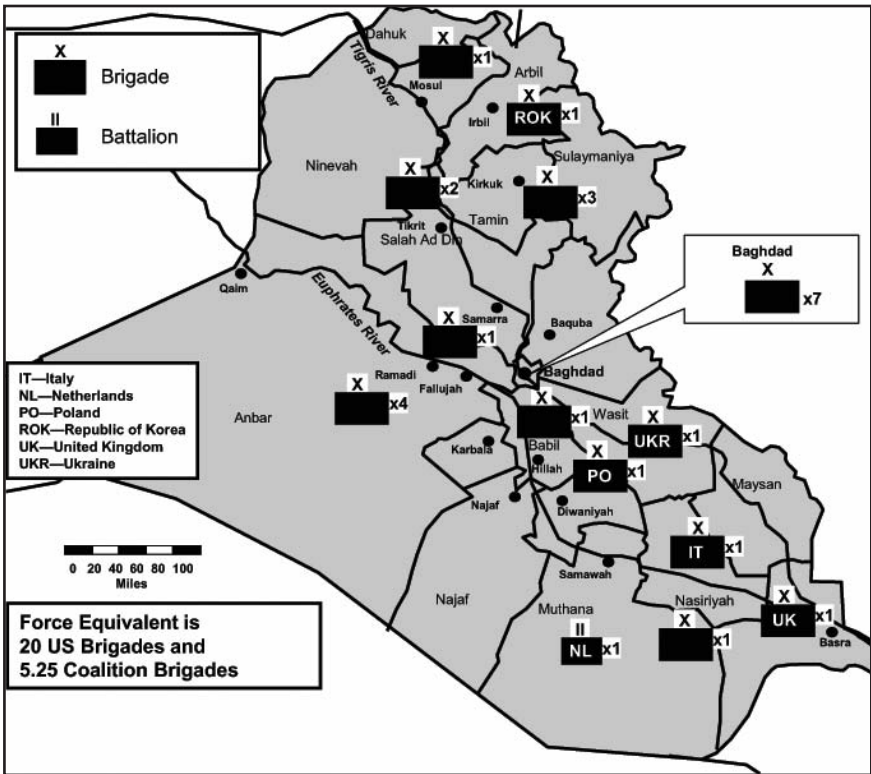 X
Brigade
II
Battalion
Dahuk
X
x1
Tigris River
Mosul
Arbil
X
ROK x1
Irbil
Ninevah
Sulaymaniya
X
x2
Kirkuk
X
x3
Tamin
Tikrit
Salah Ad Din
Baghdad
X
x7
Qaim
Euphrates River
Samarra
X
x1
Baquba
Baghdad
IT—Italy
NL—Netherlands
PO—Poland
ROK—Republic of Korea
UK—United Kingdom
UKR—Ukraine
Ramadi
Fallujah
X
x4
Anbar
X
x1
Wasit
X
UKR x1
Babil
Karbala
Hillah
X
PO x1
Maysan
Najaf
Diwaniyah
X
IT x1
0 20 40 60 80 100
Miles
Samawah
Najaf
Muthana
Nasiriyah
X
UK x1
Basra
II
NL x1
X
x1
Force Equivalent is
20 US Brigades and
5.25 Coalition Brigades